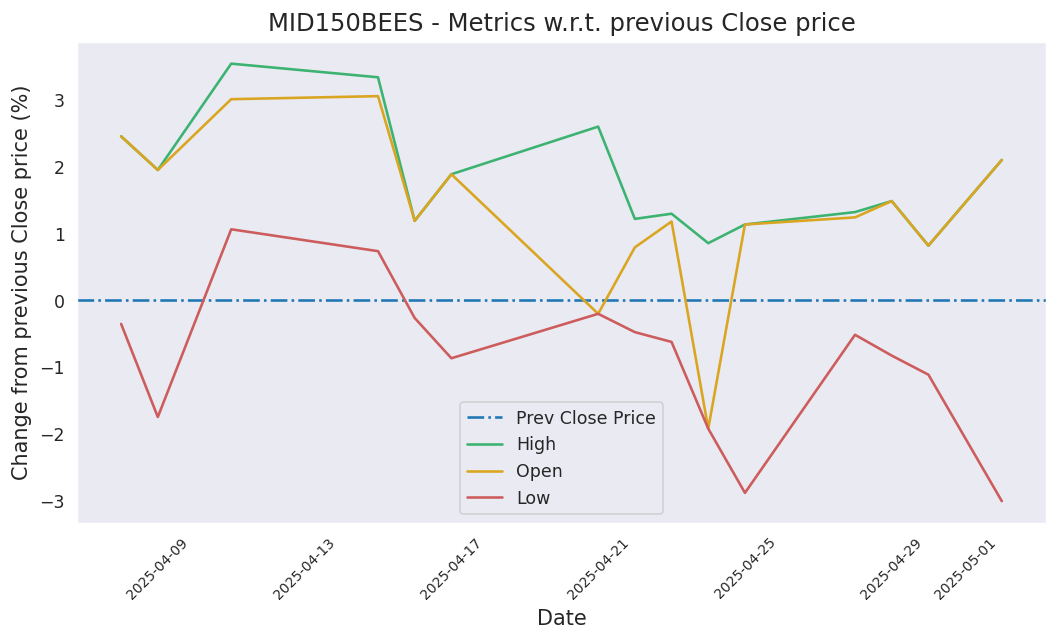 MID150BEES - Metrics w.r.t. previous Close price
Change from previous Close price (%)
3
2
1
0
−1
−2
−3
Prev Close Price
High
Open
Low
2025-04-09
2025-04-13
2025-04-17
2025-04-21
2025-04-25
2025-04-29
2025-05-01
Date